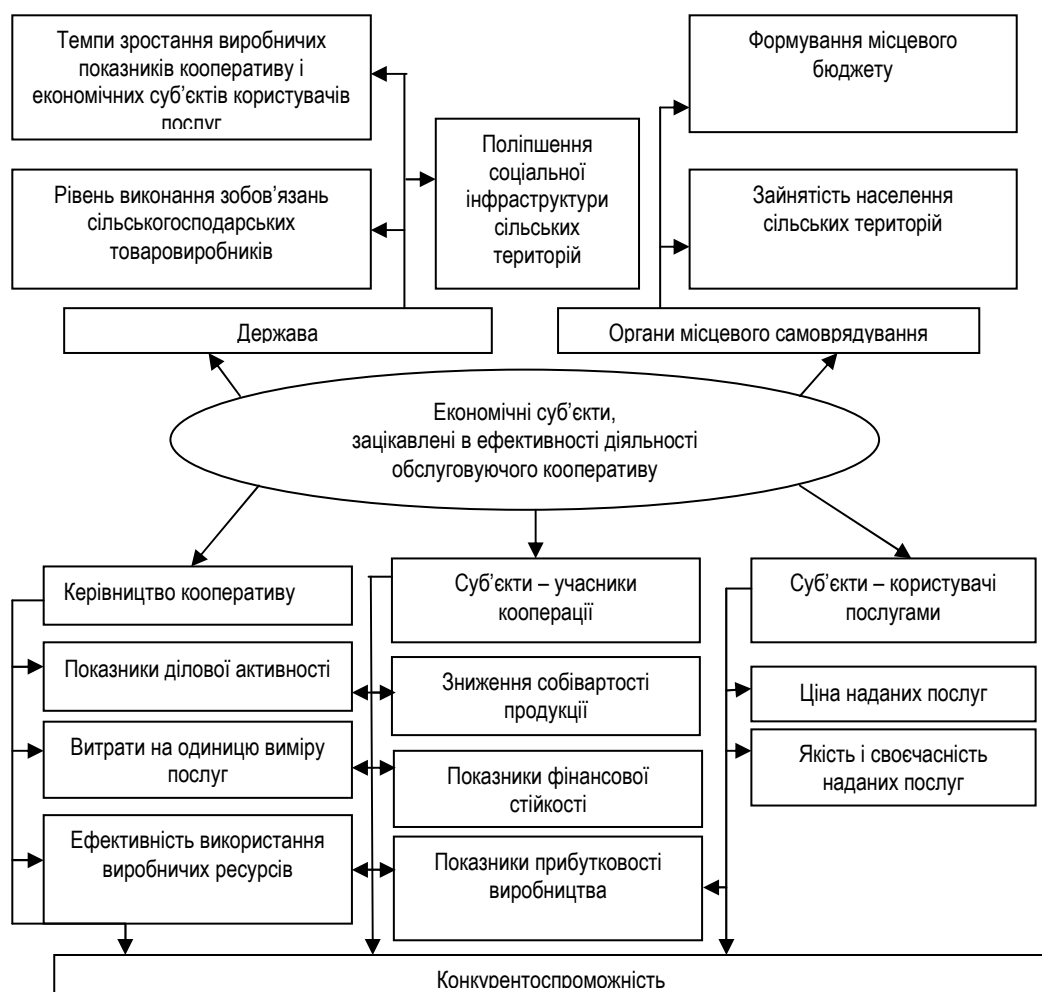 Темпи зростання виробничих
показників кооперативу і
економічних суб’єктів користувачів
послуг
Формування місцевого
бюджету
Поліпшення
соціальної
інфраструктури
сільських
територій
Рівень виконання зобов’язань
сільськогосподарських
товаровиробників
Зайнятість населення
сільських територій
Держава
Органи місцевого самоврядування
Економічні суб’єкти,
зацікавлені в ефективності діяльності
обслуговуючого кооперативу
Керівництво кооперативу
Суб’єкти – учасники
кооперації
Суб’єкти – користувачі
послугами
Показники ділової активності
Зниження собівартості
продукції
Ціна наданих послуг
Витрати на одиницю виміру
послуг
Показники фінансової
стійкості
Якість і своєчасність
наданих послуг
Ефективність використання
виробничих ресурсів
Показники прибутковості
виробництва
Конкурентоспроможність